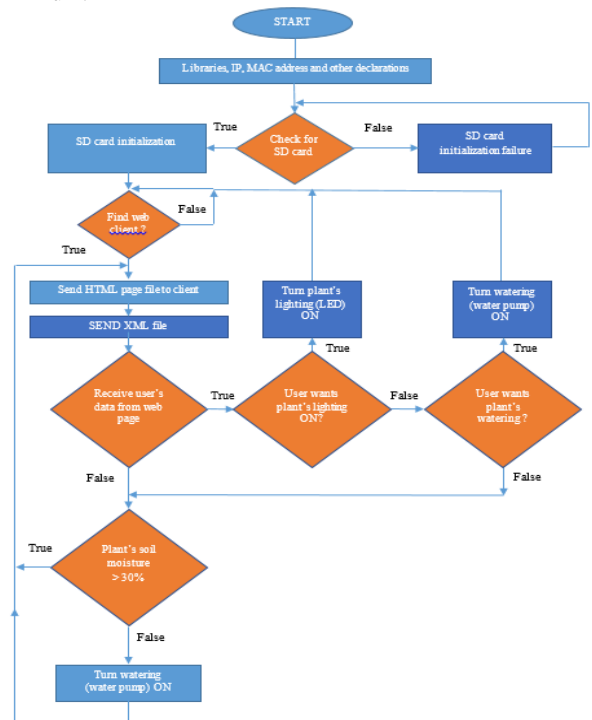 START
Libraries, IP, MAC address and other declarations
True
False
SD card initialization
Check for
SD card
SD card
initialization failure
Find web
client ?
False
True
Send HTML page file to client
SEND XML file
Turn plant's
lighting (LED)
ON
Turn watering
(water pump)
ON
True
True
Receive user's
data from web
page
True
User wants
plant's lighting
ON?
False
User wants
plant's
watering ?
False
False
True
Plant's soil
moisture
> 30%
False
Turn watering
(water pump) ON